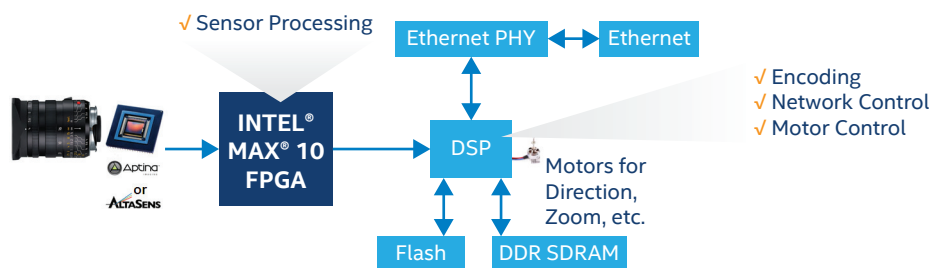 √ Sensor Processing
Ethernet PHY
Ethernet
√ Encoding
√ Network Control
√ Motor Control
INTEL®
MAX® 10
FPGA
DSP
Aptina
or
ALTASENS
Motors for
Direction,
Zoom, etc.
Flash
DDR SDRAM